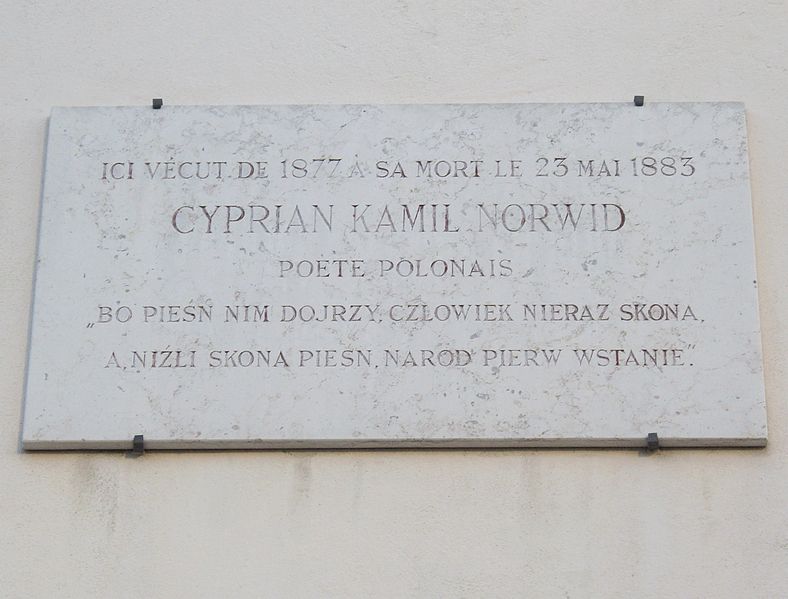 ICI VÉCUT DE 1877 À SA MORT LE 23 MAI 1883
CYPRIAN KAMIL NORWID
POÈTE POLONAIS
„BO PIEŚŃ NIM DOJRZY, CZŁOWIEK NIERAZ SKONA,
A, NIŹLI SKONA PIEŚŃ, NARÓD PIERW WSTANIE”.